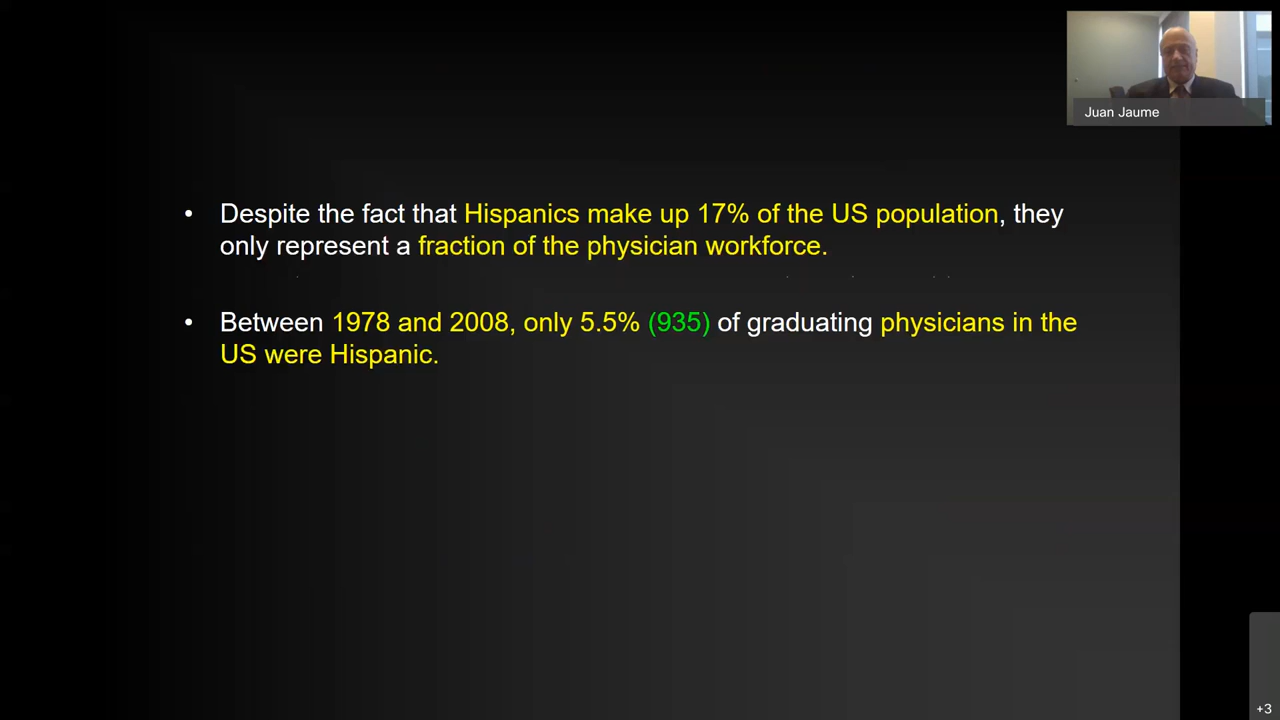 Juan Jaume
• Despite the fact that Hispanics make up 17% of the US population, they
only represent a fraction of the physician workforce.
• Between 1978 and 2008, only 5.5% (935) of graduating physicians in the
US were Hispanic.
+3